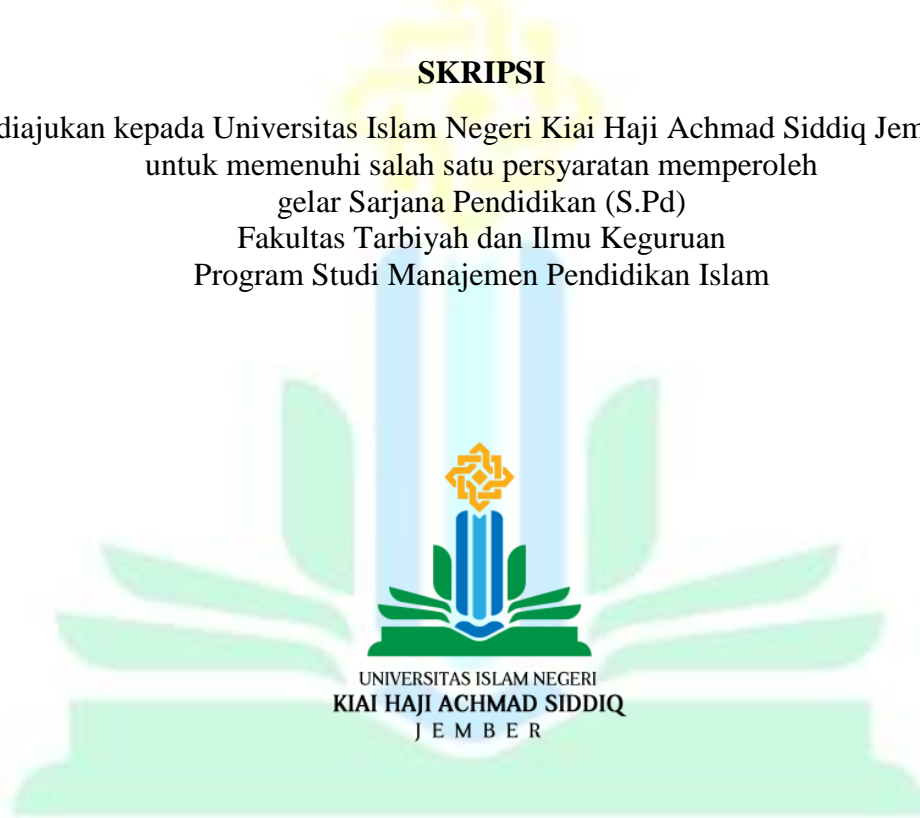 SKRIPSI
diajukan kepada Universitas Islam Negeri Kiai Haji Achmad Siddiq Jem
untuk memenuhi salah satu persyaratan memperoleh
gelar Sarjana Pendidikan (S.Pd)
Fakultas Tarbiyah dan Ilmu Keguruan
Program Studi Manajemen Pendidikan Islam
UNIVERSITAS ISLAM NEGERI
KIAI HAJI ACHMAD SIDDIQ
JEMBER